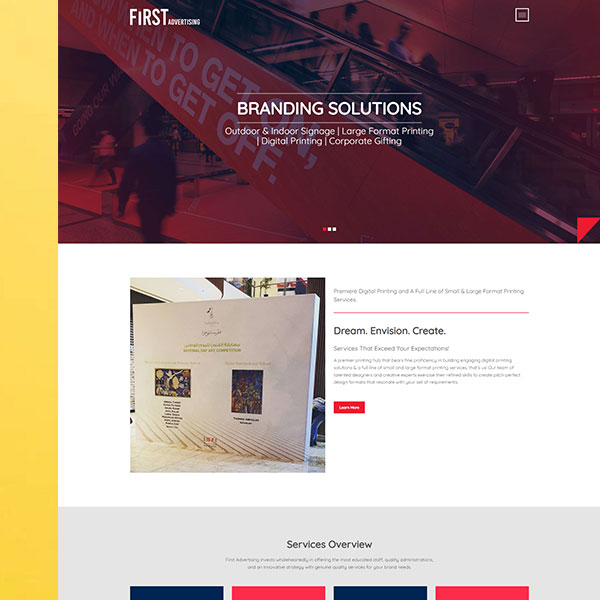 FIRST ADVERTISING
NOW WHEN TO GET ON,
AND WHEN TO GET OFF.
BRANDING SOLUTIONS
Outdoor & Indoor Signage | Large Format Printing
| Digital Printing | Corporate Gifting
NATIONAL DAY ART COMPETITION
Premiere Digital Printing and A Full Line of Small & Large Format Printing
Services.
Dream. Envision. Create.
Services That Exceed Your Expectations!
A premier printing hub that bears fine proficiency in building engaging digital printing
solutions & a full line of small and large format printing services, that's us! Our team of
talented designers and creative experts exercise their refined skills to create pitch-perfect
design formats that resonate with your set of requirements.
Learn More
Services Overview
First Advertising invests wholeheartedly in offering the most educated staff, quality administrations,
and an innovative strategy with genuine quality services for your brand needs.